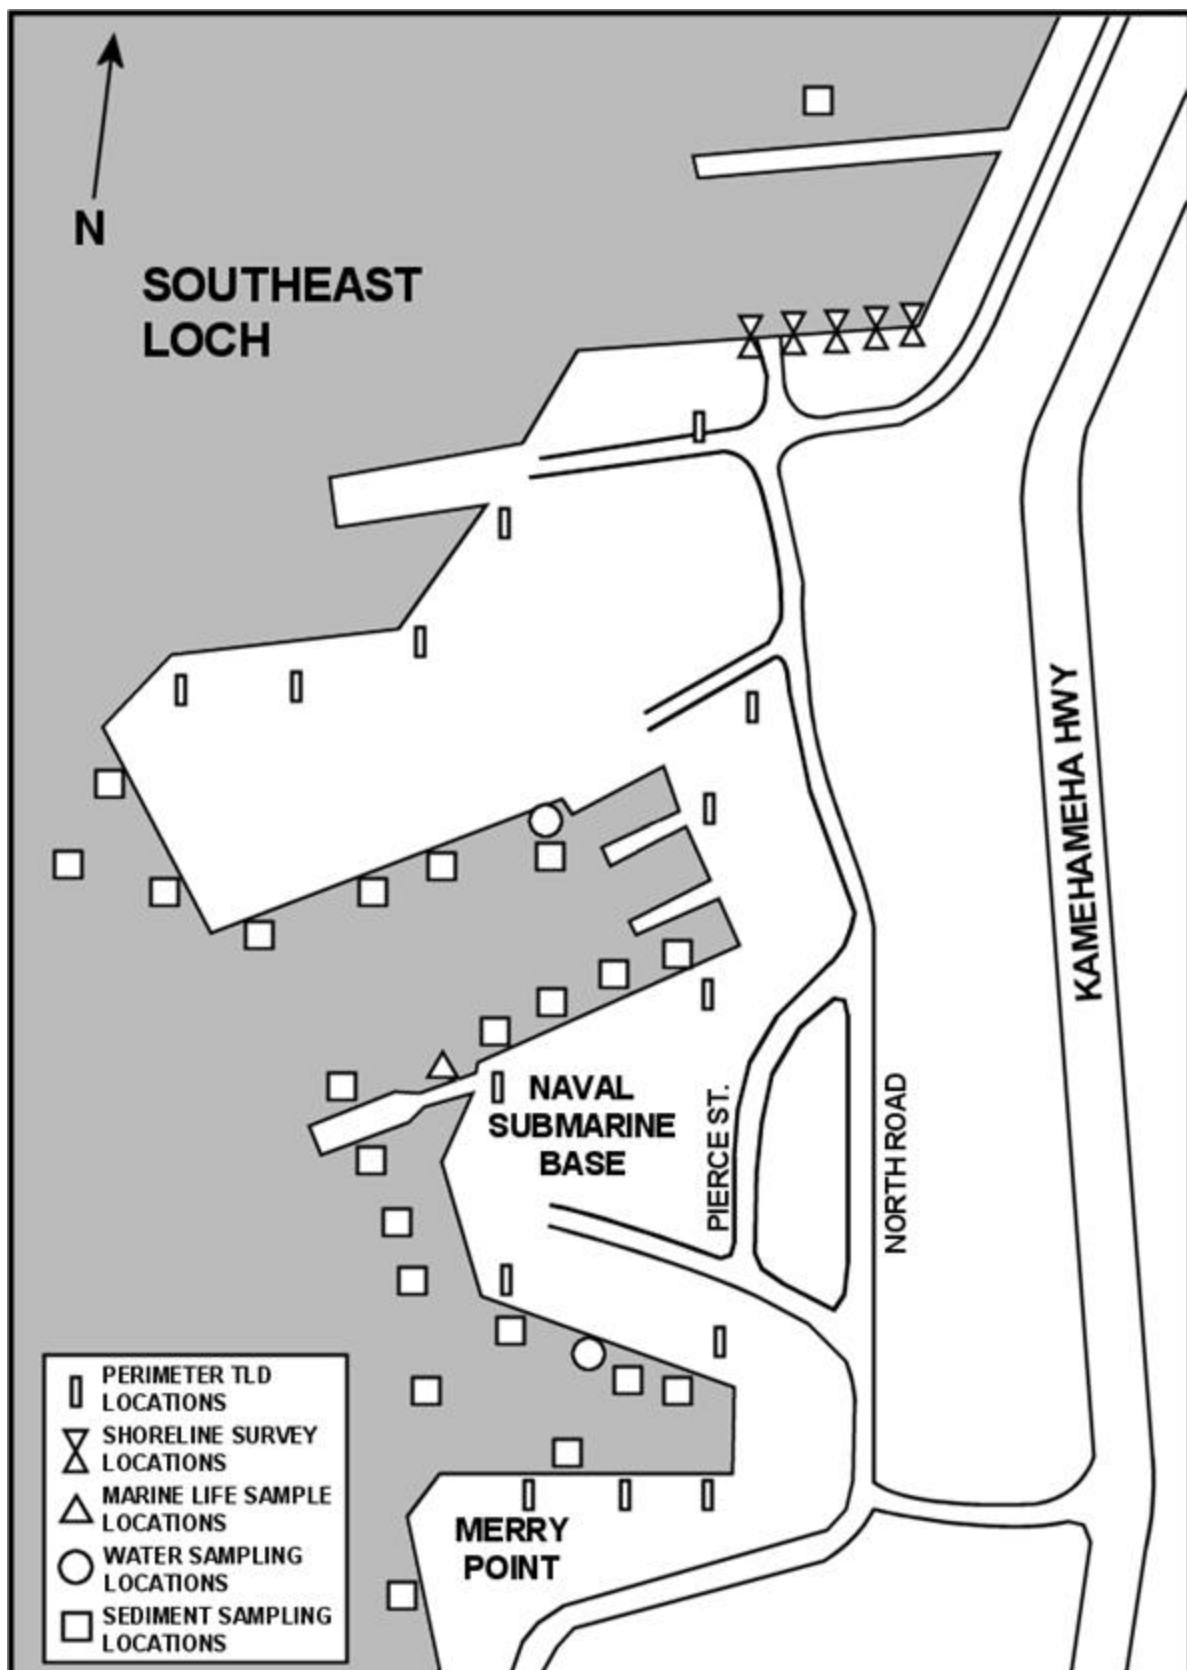 N
SOUTHEAST
LOCH
KAMEHAMEHA HWY
NAVAL
SUBMARINE
BASE
PIERCE ST.
NORTH ROAD
MERRY
POINT
PERIMETER TLD
LOCATIONS
SHORELINE SURVEY
LOCATIONS
MARINE LIFE SAMPLE
LOCATIONS
WATER SAMPLING
LOCATIONS
SEDIMENT SAMPLING
LOCATIONS